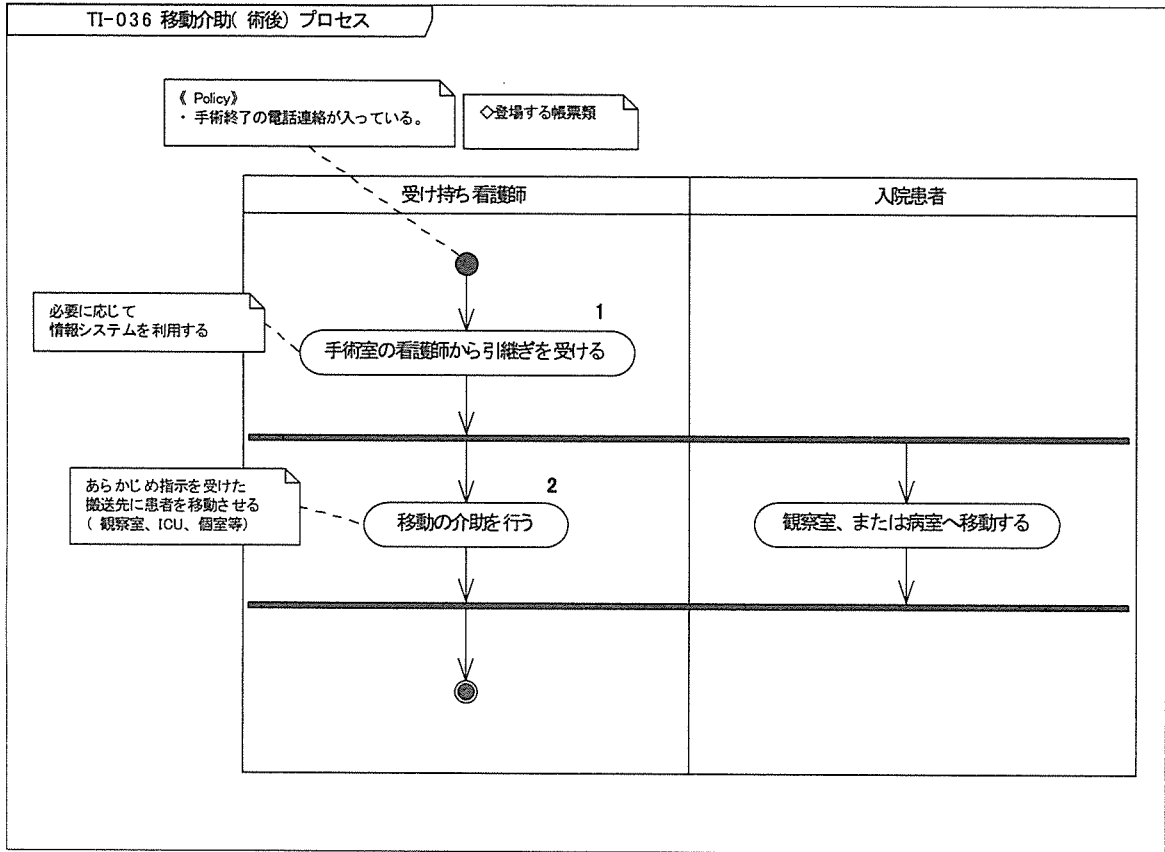 TI-036 移動介助(術後)プロセス
《Policy》
・手術終了の電話連絡が入っている。
◇登場する帳票類
受け持ち看護師
入院患者
必要に応じて
情報システムを利用する
1
手術室の看護師から引継ぎを受ける
あらかじめ指示を受けた
搬送先に患者を移動させる
(観察室、ICU、個室等)
2
移動の介助を行う
観察室、または病室へ移動する